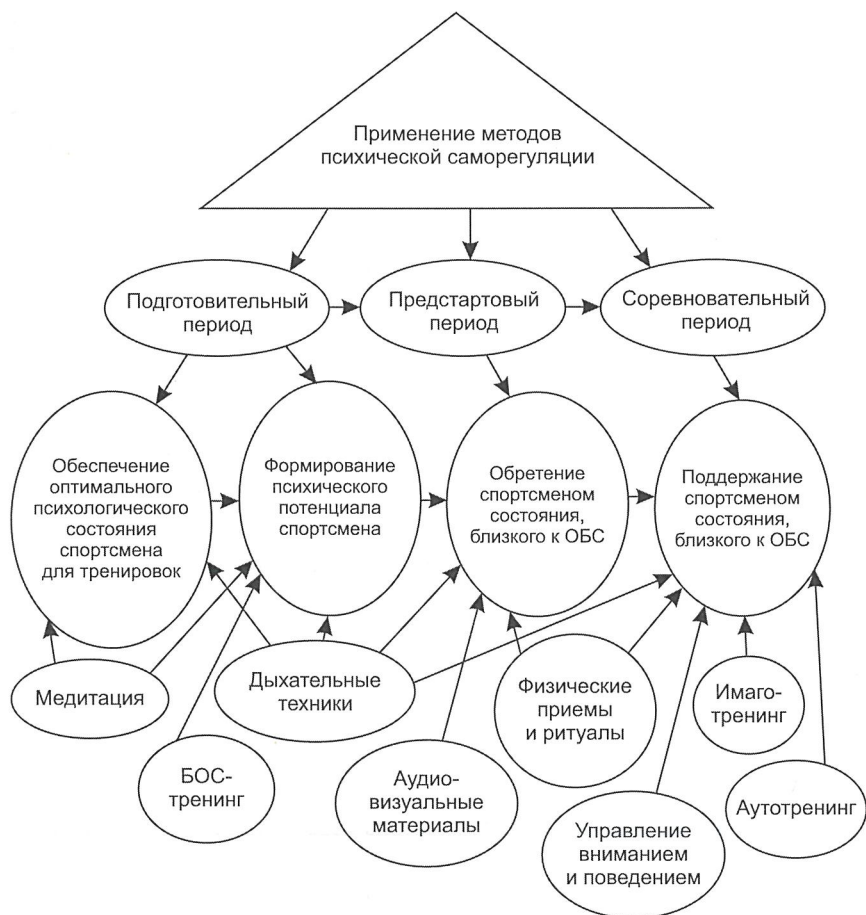 Применение методов
психической саморегуляции
Подготовительный
период
Предстартовый
период
Соревновательный
период
Обеспечение
оптимального
психологического
состояния
спортсмена
для тренировок
Формирование
психического
потенциала
спортсмена
Обретение
спортсменом
состояния,
близкого к ОБС
Поддержание
спортсменом
состояния,
близкого к ОБС
Медитация
Дыхательные
техники
Физические
приемы
и ритуалы
Имаго-
тренинг
БОС-
тренинг
Аудио-
визуальные
материалы
Управление
вниманием
и поведением
Аутотренинг